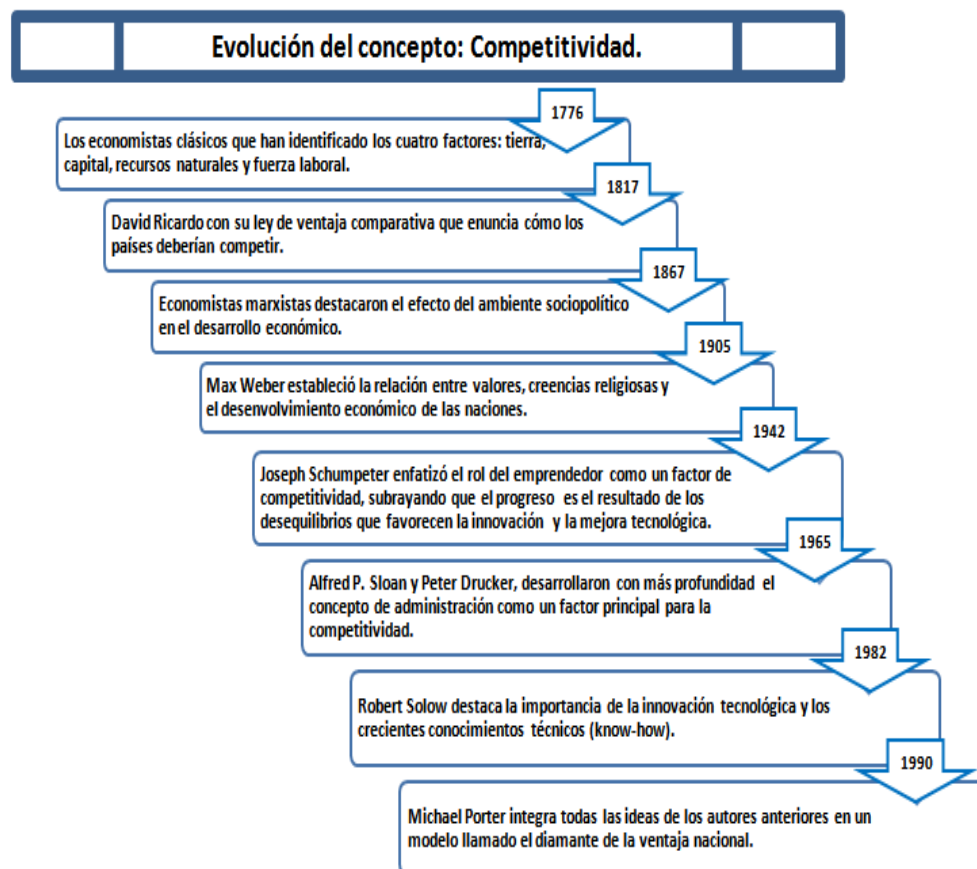 Evolución del concepto: Competitividad.
1776
Los economistas clásicos que han identificado los cuatro factores: tierra,
capital, recursos naturales y fuerza laboral.
1817
David Ricardo con su ley de ventaja comparativa que enuncia cómo los
países deberían competir.
1867
Economistas marxistas destacaron el efecto del ambiente sociopolítico
en el desarrollo económico.
1905
Max Weber estableció la relación entre valores, creencias religiosas y
el desenvolvimiento económico de las naciones.
1942
Joseph Schumpeter enfatizó el rol del emprendedor como un factor de
competitividad, subrayando que el progreso es el resultado de los
desequilibrios que favorecen la innovación y la mejora tecnológica.
1965
Alfred P. Sloan y Peter Drucker, desarrollaron con más profundidad el
concepto de administración como un factor principal para la
competitividad.
1982
Robert Solow destaca la importancia de la innovación tecnológica y los
crecientes conocimientos técnicos (know-how).
1990
Michael Porter integra todas las ideas de los autores anteriores en un
modelo llamado el diamante de la ventaja nacional.